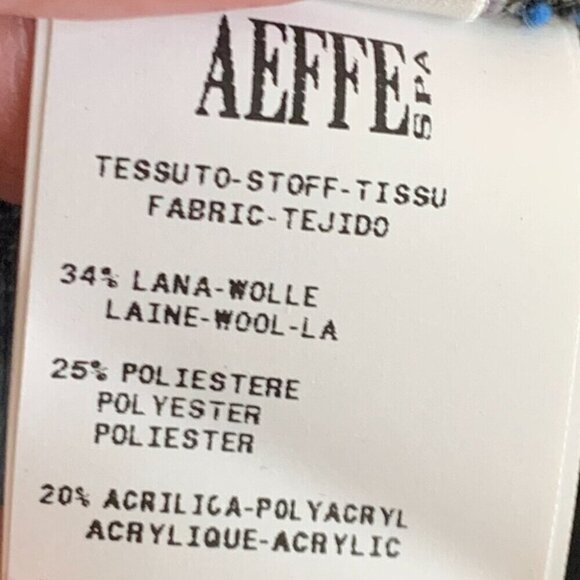 AEFFE SPA
TESSUTO-STOFF-TISSU
FABRIC-TEJIDO
34% LANA-WOLLE
LAINE-WOOL-LA
25% POLIESTERE
POLYESTER
POLIESTER
20% ACRILICA-POLYACRYL
ACRYLIQUE-ACRYLIC